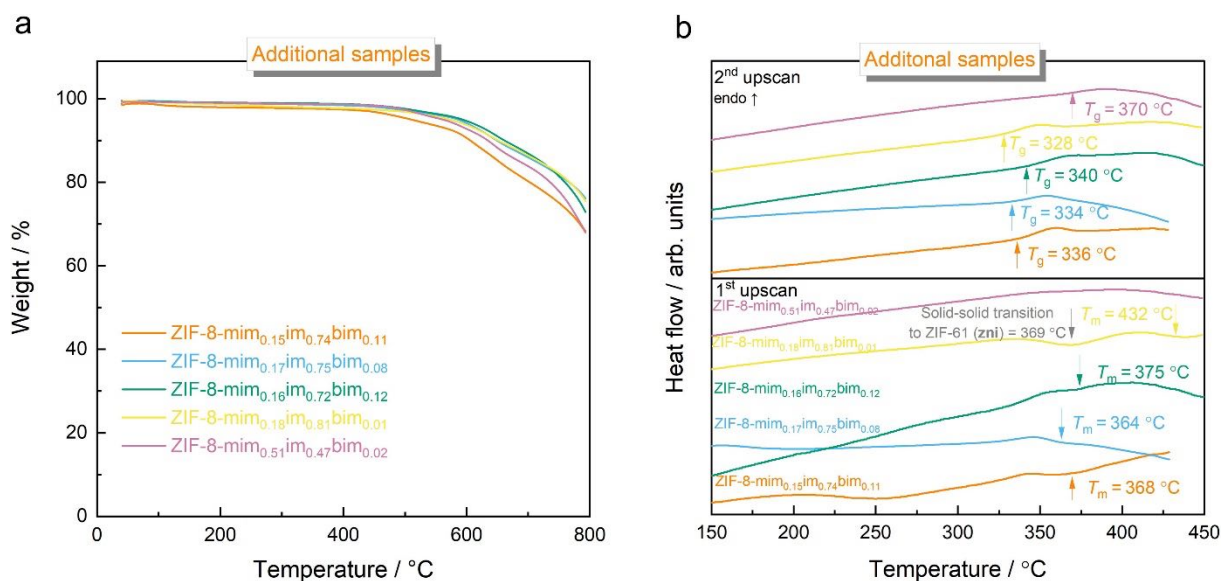 a
Additional samples
100
80
60
40
20
0
Weight / %
ZIF-8-mim0.15im0.74bim0.11
ZIF-8-mim0.17im0.75bim0.08
ZIF-8-mim0.16im0.72bim0.12
ZIF-8-mim0.18im0.81bim0.01
ZIF-8-mim0.51im0.47bim0.02
0 200 400 600 800
Temperature / °C
b
Additonal samples
2nd upscan
endo ↑
Tg = 370 °C
Tg = 328 °C
Tg = 340 °C
Tg = 334 °C
Tg = 336 °C
Heat flow / arb. units
1st upscan
ZIF-8-mim0.51im0.47bim0.02
Solid-solid transition
to ZIF-61 (zni) = 369 °C
Tm = 432 °C
ZIF-8-mim0.18im0.81bim0.01
Tm = 375 °C
ZIF-8-mim0.16im0.72bim0.12
Tm = 364 °C
ZIF-8-mim0.17im0.75bim0.08
Tm = 368 °C
ZIF-8-mim0.15im0.74bim0.11
150 200 250 300 350 400 450
Temperature / °C